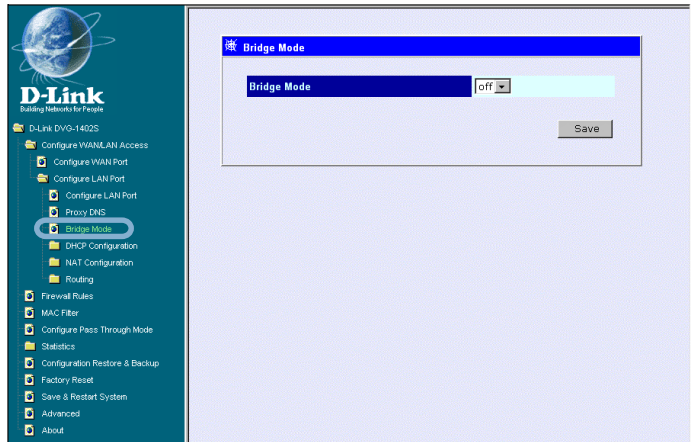 D-Link
Building Networks for People
D-Link DVG-1402S
Configure WAN/LAN Access
Configure WAN Port
Configure LAN Port
Configure LAN Port
Proxy DNS
Bridge Mode
DHCP Configuration
NAT Configuration
Routing
Firewall Rules
MAC Filter
Configure Pass Through Mode
Statistics
Configuration Restore & Backup
Factory Reset
Save & Restart System
Advanced
About
Bridge Mode
Bridge Mode off
Save